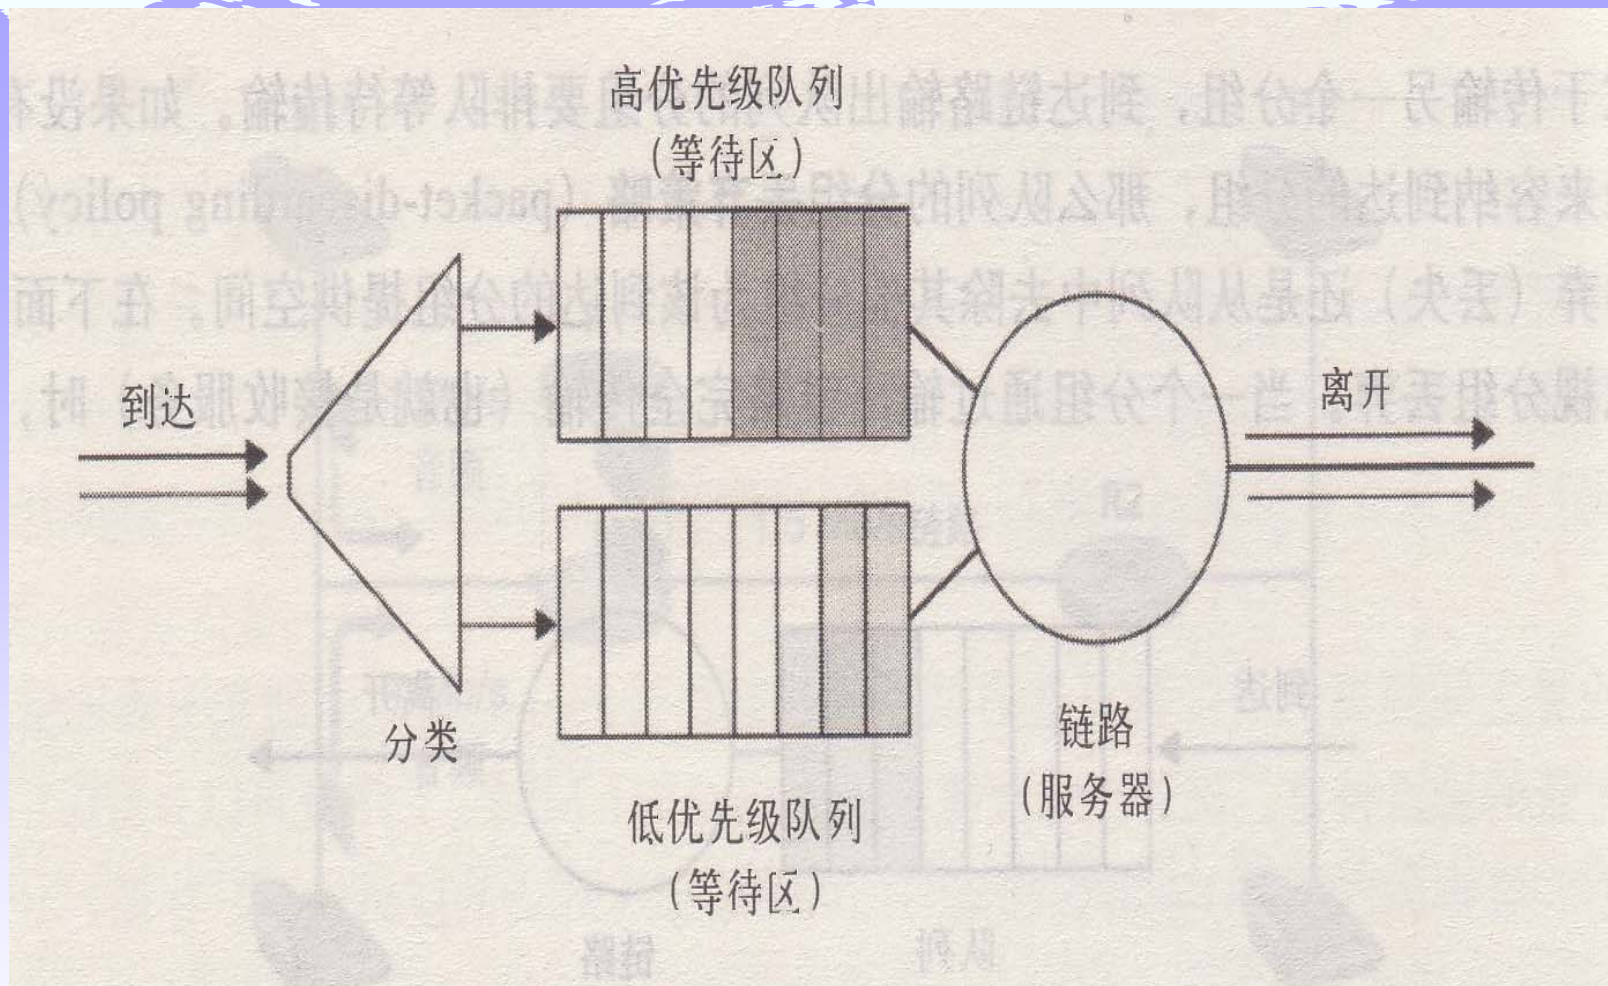 高优先级队列
(等待区)
到达
离开
分类
链路
(服务器)
低优先级队列
(等待区)